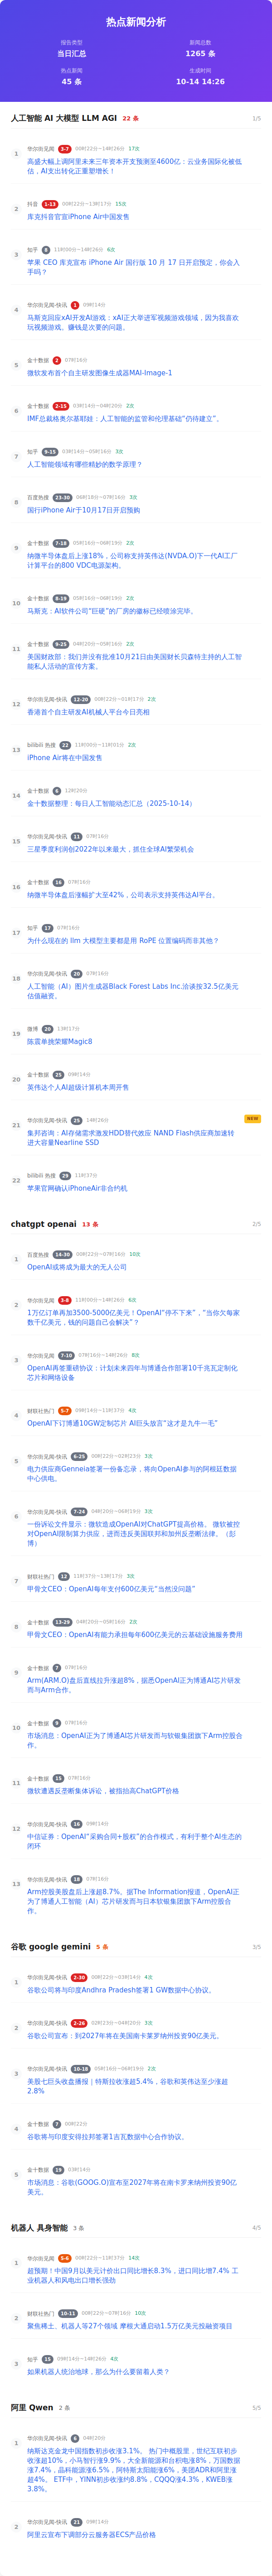 热点新闻分析
报告类型
当日汇总
新闻总数
1265 条
热点新闻
45 条
生成时间
10-14 14:26
人工智能 AI 大模型 LLM AGI 22 条 1/5
1 华尔街见闻 3-7 00时22分~14时26分 17次
高盛大幅上调阿里未来三年资本开支预测至4600亿：云业务国际化被低
估，AI支出转化正重塑增长！
2 抖音 1-13 00时22分~13时17分 15次
库克抖音官宣iPhone Air中国发售
3 知乎 8 11时00分~14时26分 6次
苹果 CEO 库克宣布 iPhone Air 国行版 10 月 17 日开启预定，你会入
手吗？
4 华尔街见闻-快讯 1 09时14分
马斯克回应xAI开发AI游戏：xAI正大举进军视频游戏领域，因为我喜欢
玩视频游戏。赚钱是次要的问题。
5 金十数据 2 07时16分
微软发布首个自主研发图像生成器MAI-Image-1
6 金十数据 2-15 03时14分~04时20分 2次
IMF总裁格奥尔基耶娃：人工智能的监管和伦理基础“仍待建立”。
7 知乎 9-15 03时14分~05时16分 3次
人工智能领域有哪些精妙的数学原理？
8 百度热搜 23-30 06时18分~07时16分 3次
国行iPhone Air于10月17日开启预购
9 金十数据 7-18 05时16分~06时19分 2次
纳微半导体盘后上涨18%，公司称支持英伟达(NVDA.O)下一代AI工厂
计算平台的800 VDC电源架构。
10 金十数据 8-19 05时16分~06时19分 2次
马斯克：AI软件公司“巨硬”的厂房的徽标已经喷涂完毕。
11 金十数据 9-25 04时20分~05时16分 2次
美国财政部：我们并没有批准10月21日由美国财长贝森特主持的人工智
能私人活动的宣传方案。
12 华尔街见闻-快讯 12-20 00时22分~01时17分 2次
香港首个自主研发AI机械人平台今日亮相
13 bilibili 热搜 22 11时00分~11时01分 2次
iPhone Air将在中国发售
14 金十数据 6 12时20分
金十数据整理：每日人工智能动态汇总（2025-10-14）
15 华尔街见闻-快讯 11 07时16分
三星季度利润创2022年以来最大，抓住全球AI繁荣机会
16 金十数据 16 07时16分
纳微半导体盘后涨幅扩大至42%，公司表示支持英伟达AI平台。
17 知乎 17 07时16分
为什么现在的 llm 大模型主要都是用 RoPE 位置编码而非其他？
18 华尔街见闻-快讯 20 07时16分
人工智能（AI）图片生成器Black Forest Labs Inc.洽谈按32.5亿美元
估值融资。
19 微博 20 13时17分
陈震单挑荣耀Magic8
20 金十数据 25 09时14分
英伟达个人AI超级计算机本周开售
21 华尔街见闻-快讯 25 14时26分 NEW
集邦咨询：AI存储需求激发HDD替代效应 NAND Flash供应商加速转
进大容量Nearline SSD
22 bilibili 热搜 29 11时37分
苹果官网确认iPhoneAir非合约机
chatgpt openai 13 条 2/5
1 百度热搜 14-30 00时22分~07时16分 10次
OpenAI或将成为最大的无人公司
2 华尔街见闻 3-8 11时00分~14时26分 6次
1万亿订单再加3500-5000亿美元！OpenAI“停不下来”，“当你欠每家
数千亿美元，钱的问题自己会解决”？
3 华尔街见闻 7-10 07时16分~14时26分 8次
OpenAI再签重磅协议：计划未来四年与博通合作部署10千兆瓦定制化
芯片和网络设备
4 财联社热门 5-7 09时14分~11时37分 4次
OpenAI下订博通10GW定制芯片 AI巨头放言“这才是九牛一毛”
5 华尔街见闻-快讯 6-25 00时22分~02时23分 3次
电力供应商Genneia签署一份备忘录，将向OpenAI参与的阿根廷数据
中心供电。
6 华尔街见闻-快讯 7-24 04时20分~06时19分 3次
一份诉讼文件显示：微软造成OpenAI对ChatGPT提高价格。 微软被控
对OpenAI限制算力供应，进而违反美国联邦和加州反垄断法律。（彭
博）
7 财联社热门 12 11时37分~13时17分 3次
甲骨文CEO：OpenAI每年支付600亿美元“当然没问题”
8 金十数据 13-29 04时20分~05时16分 2次
甲骨文CEO：OpenAI有能力承担每年600亿美元的云基础设施服务费用
9 金十数据 7 07时16分
Arm(ARM.O)盘后直线拉升涨超8%，据悉OpenAI正为博通AI芯片研发
而与Arm合作。
10 金十数据 9 07时16分
市场消息：OpenAI正为了博通AI芯片研发而与软银集团旗下Arm控股合
作。
11 金十数据 15 07时16分
微软遭遇反垄断集体诉讼，被指抬高ChatGPT价格
12 华尔街见闻-快讯 16 09时14分
中信证券：OpenAI“采购合同+股权”的合作模式，有利于整个AI生态的
闭环
13 华尔街见闻-快讯 18 07时16分
Arm控股美股盘后上涨8.7%。据The Information报道，OpenAI正
为了博通人工智能（AI）芯片研发而与日本软银集团旗下Arm控股合
作。
谷歌 google gemini 5 条 3/5
1 华尔街见闻-快讯 2-30 00时22分~03时14分 4次
谷歌公司将与印度Andhra Pradesh签署1 GW数据中心协议。
2 华尔街见闻-快讯 2-26 02时23分~04时20分 3次
谷歌公司宣布：到2027年将在美国南卡莱罗纳州投资90亿美元。
3 华尔街见闻-快讯 10-18 05时16分~06时19分 2次
美股七巨头收盘播报｜特斯拉收涨超5.4%，谷歌和英伟达至少涨超
2.8%
4 金十数据 7 00时22分
谷歌将与印度安得拉邦签署1吉瓦数据中心合作协议。
5 金十数据 19 03时14分
市场消息：谷歌(GOOG.O)宣布至2027年将在南卡罗来纳州投资90亿
美元。
机器人 具身智能 3 条 4/5
1 华尔街见闻 5-6 00时22分~11时37分 14次
超预期！中国9月以美元计价出口同比增长8.3%，进口同比增7.4% 工
业机器人和风电出口增长强劲
2 财联社热门 10-11 00时22分~07时16分 10次
聚焦稀土、机器人等27个领域 摩根大通启动1.5万亿美元投融资项目
3 知乎 15 09时14分~14时26分 4次
如果机器人统治地球，那么为什么要留着人类？
阿里 Qwen 2 条 5/5
1 华尔街见闻-快讯 6 04时20分
纳斯达克金龙中国指数初步收涨3.1%。 热门中概股里，世纪互联初步
收涨超10%，小马智行涨9.9%，大全新能源和台积电涨8%，万国数据
涨7.4%，晶科能源涨6.5%，阿特斯太阳能涨6%，美团ADR和阿里涨
超4%。 ETF中，YINN初步收涨约8.8%，CQQQ涨4.3%，KWEB涨
3.8%。
2 华尔街见闻-快讯 21 09时14分
阿里云宣布下调部分云服务器ECS产品价格